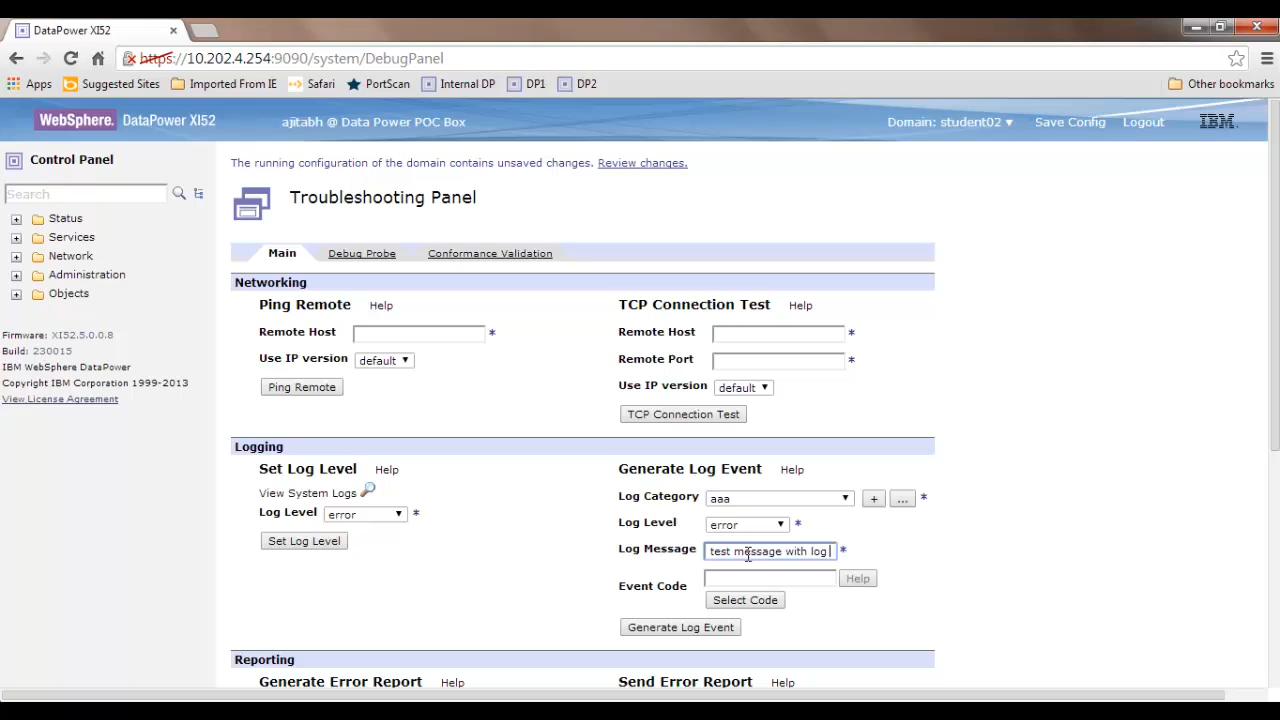 DataPower XI52
https://10.202.4.254:9090/system/DebugPanel
Apps Suggested Sites Imported From IE Safari PortScan Internal DP DP1 DP2 Other bookmarks
WebSphere. DataPower XI52 ajitabh @ Data Power POC Box Domain: student02 Save Config Logout IBM.
Control Panel
Search
Status
Services
Network
Administration
Objects
Firmware: XI52.5.0.0.8
Build: 230015
IBM WebSphere DataPower
Copyright IBM Corporation 1999-2013
View License Agreement
The running configuration of the domain contains unsaved changes. Review changes.
Troubleshooting Panel
Main Debug Probe Conformance Validation
Networking
Ping Remote Help
Remote Host *
Use IP version default
Ping Remote
TCP Connection Test Help
Remote Host *
Remote Port *
Use IP version default
TCP Connection Test
Logging
Set Log Level Help
View System Logs
Log Level error *
Set Log Level
Generate Log Event Help
Log Category aaa + ... *
Log Level error *
Log Message test message with log *
Event Code Help
Select Code
Generate Log Event
Reporting
Generate Error Report Help
Send Error Report Help